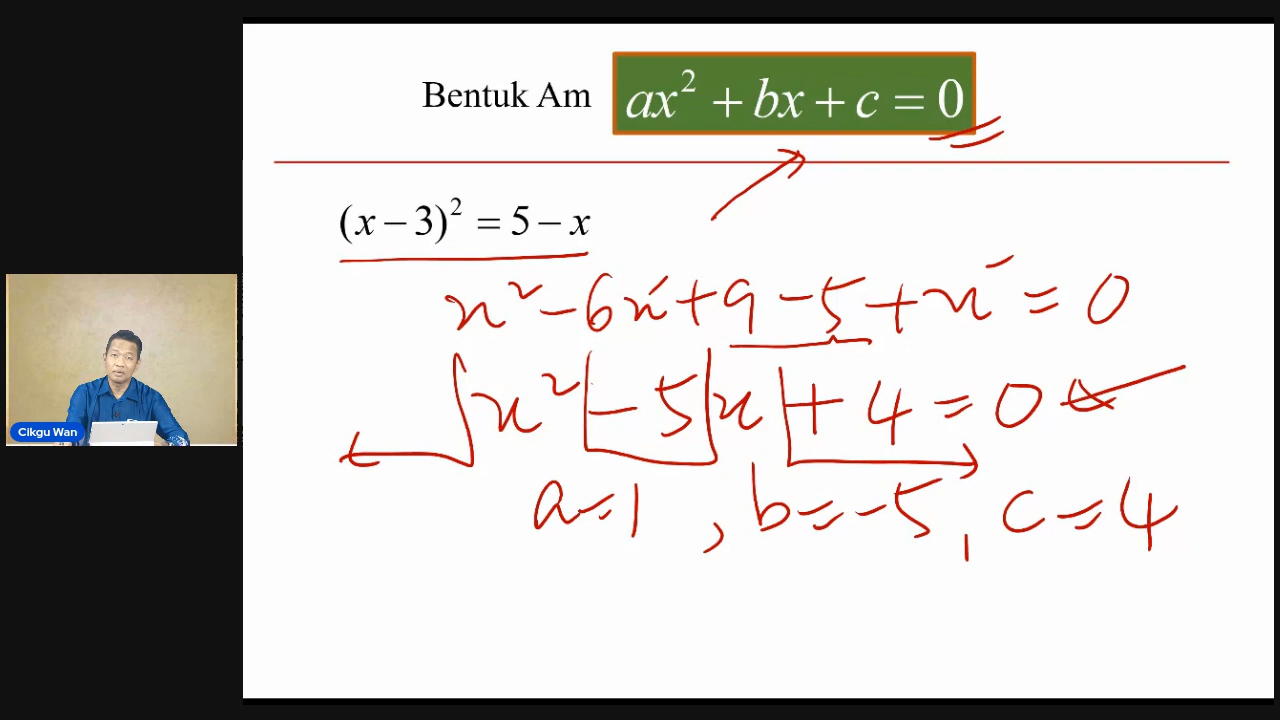 Bentuk Am ax² + bx + c = 0
(x − 3)² = 5 − x
x² − 6x + 9 − 5 + x = 0
x² − 5x + 4 = 0
a = 1 , b = −5 , c = 4
Cikgu Wan